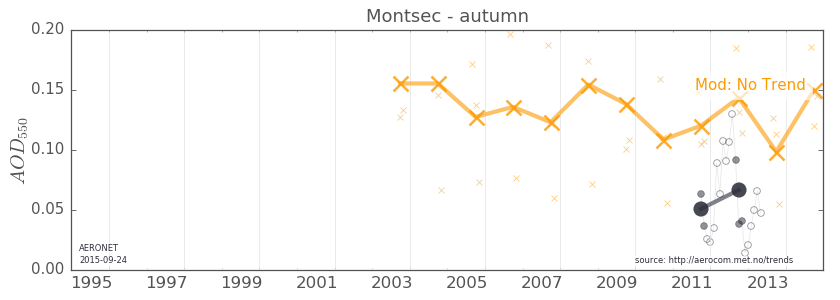 Montsec - autumn
0.20
0.15
0.10
0.05
0.00
AOD550
Mod: No Trend
AERONET
2015-09-24
source: http://aerocom.met.no/trends
1995 1997 1999 2001 2003 2005 2007 2009 2011 2013